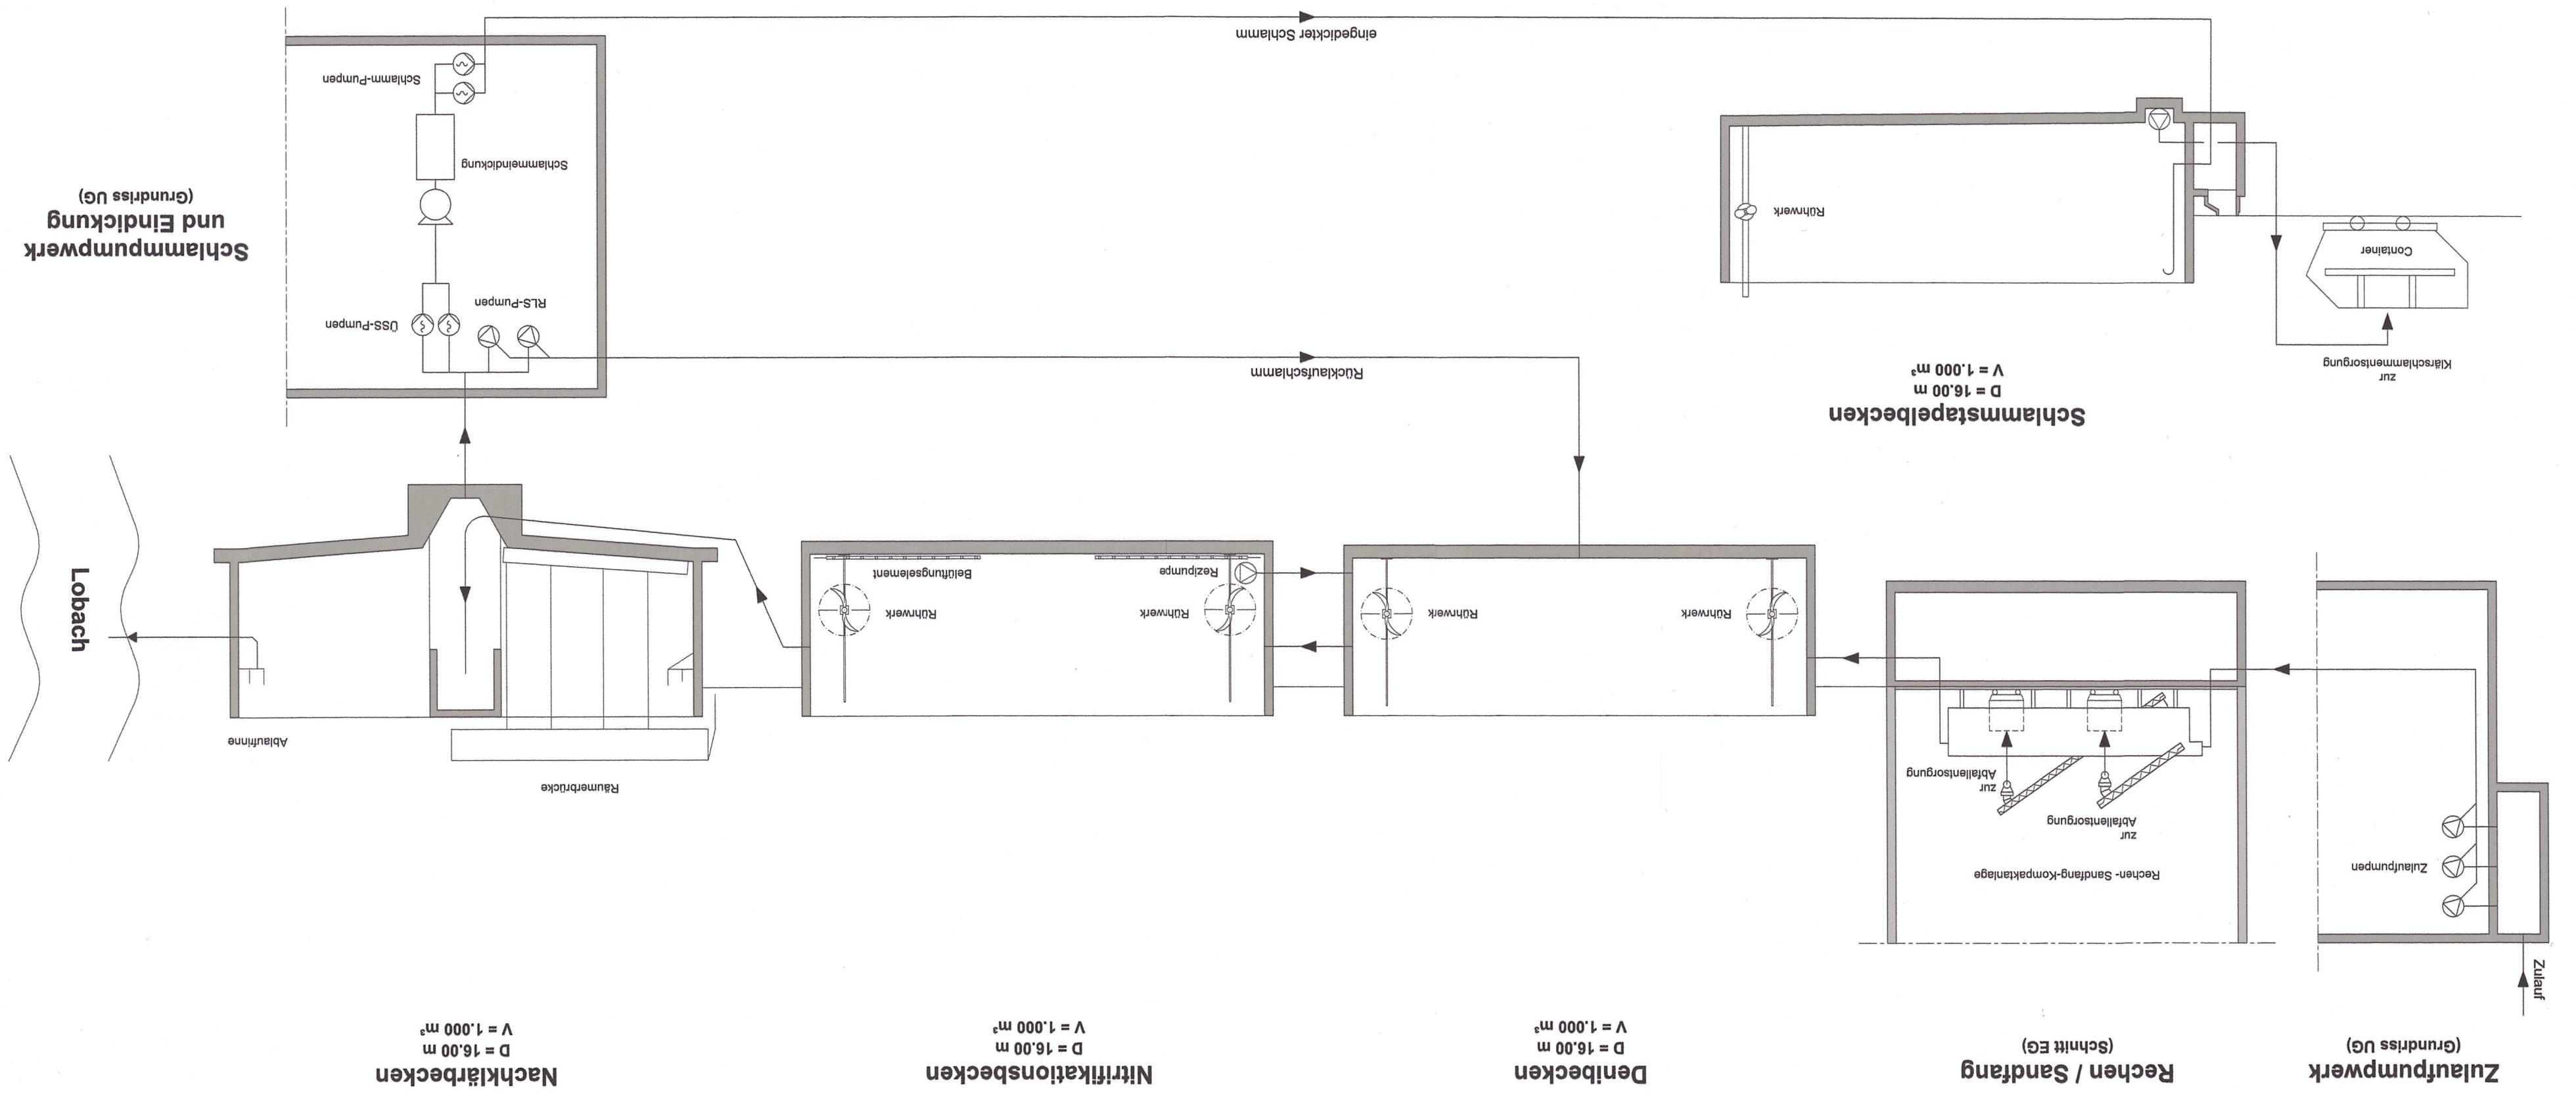 Zulaufpumpwerk
(Grundriss UG)
Rechen / Sandfang
(Schnitt EG)
Denibecken
D = 16.00 m
V = 1.000 m³
Nitrifikationsbecken
D = 16.00 m
V = 1.000 m³
Nachklärbecken
D = 16.00 m
V = 1.000 m³
Zulauf
Zulaufpumpen
Rechen- Sandfang-Kompaktanlage
zur
Abfallentsorgung
zur
Abfallentsorgung
Rührwerk
Rührwerk
Rührwerk
Rezipumpe
Rührwerk
Belüftungselement
Räumerbrücke
Ablaufrinne
Lobach
Schlammstapelbecken
D = 16.00 m
V = 1.000 m³
zur
Klärschlammentsorgung
Container
Rührwerk
Rücklaufschlamm
RLS-Pumpen
ÜSS-Pumpen
Schlammpumpwerk
und Eindickung
(Grundriss UG)
Schlammeindickung
Schlamm-Pumpen
eingedickter Schlamm